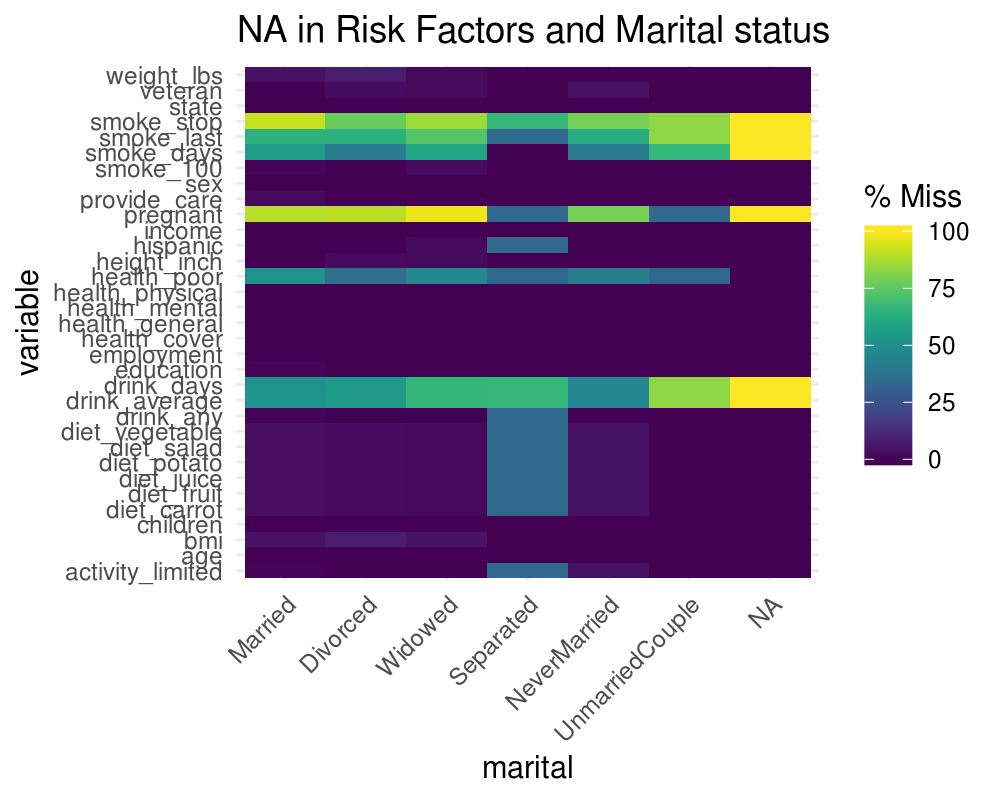 NA in Risk Factors and Marital status
variable
weight_lbs
veteran
state
smoke_stop
smoke_last
smoke_days
smoke_100
sex
provide_care
pregnant
income
hispanic
height_inch
health_poor
health_physical
health_mental
health_general
health_cover
employment
education
drink_days
drink_average
drink_any
diet_vegetable
diet_salad
diet_potato
diet_juice
diet_fruit
diet_carrot
children
bmi
age
activity_limited
Married
Divorced
Widowed
Separated
NeverMarried
UnmarriedCouple
NA
marital
% Miss
100
75
50
25
0